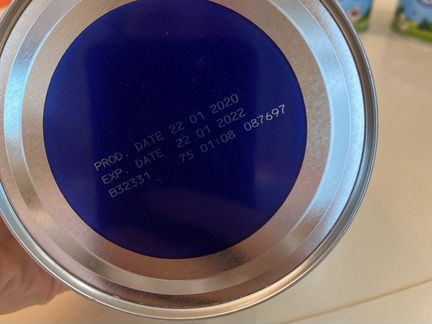 PROD. DATE 22 01 2020
EXP. DATE 22 01 2022
B32331 75 01:08 087697